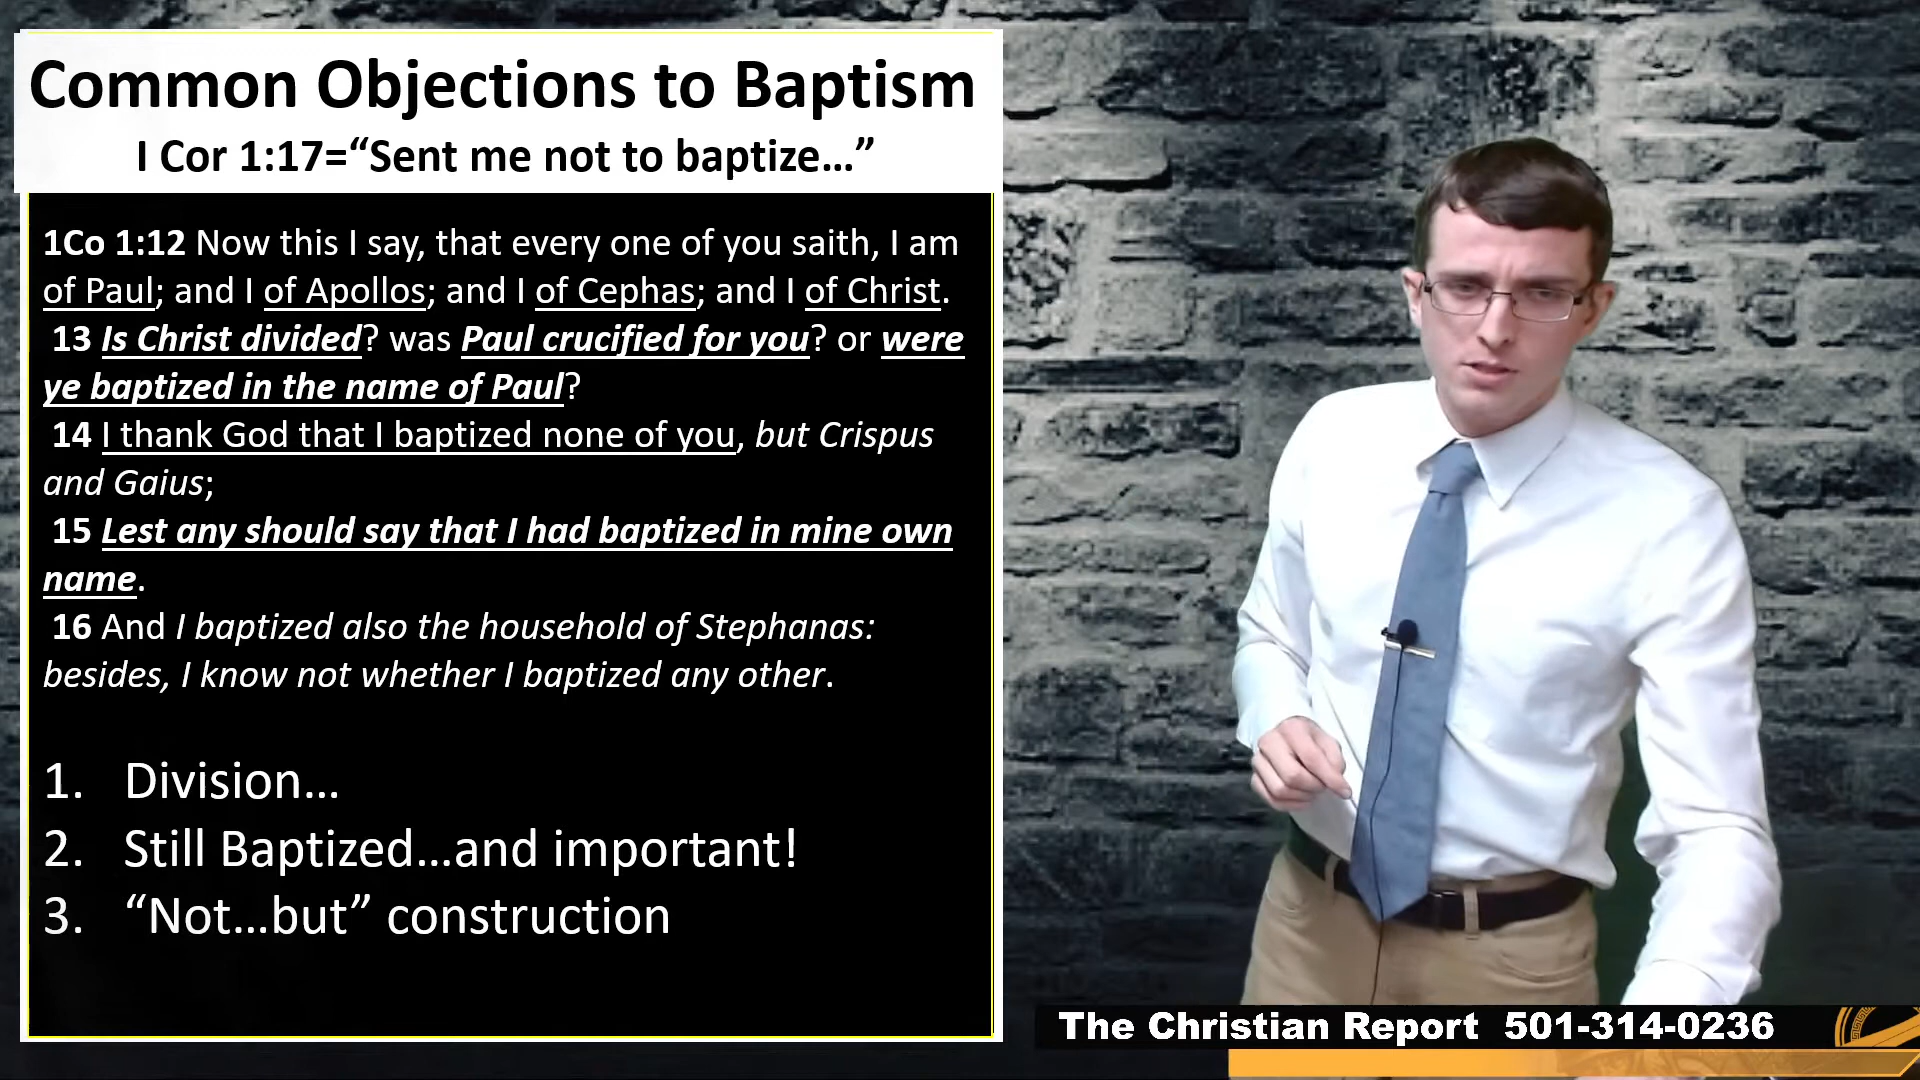 Common Objections to Baptism
I Cor 1:17=“Sent me not to baptize…”
1Co 1:12 Now this I say, that every one of you saith, I am
of Paul; and I of Apollos; and I of Cephas; and I of Christ.
13 Is Christ divided? was Paul crucified for you? or were
ye baptized in the name of Paul?
14 I thank God that I baptized none of you, but Crispus
and Gaius;
15 Lest any should say that I had baptized in mine own
name.
16 And I baptized also the household of Stephanas:
besides, I know not whether I baptized any other.
1. Division…
2. Still Baptized…and important!
3. “Not…but” construction
The Christian Report 501-314-0236